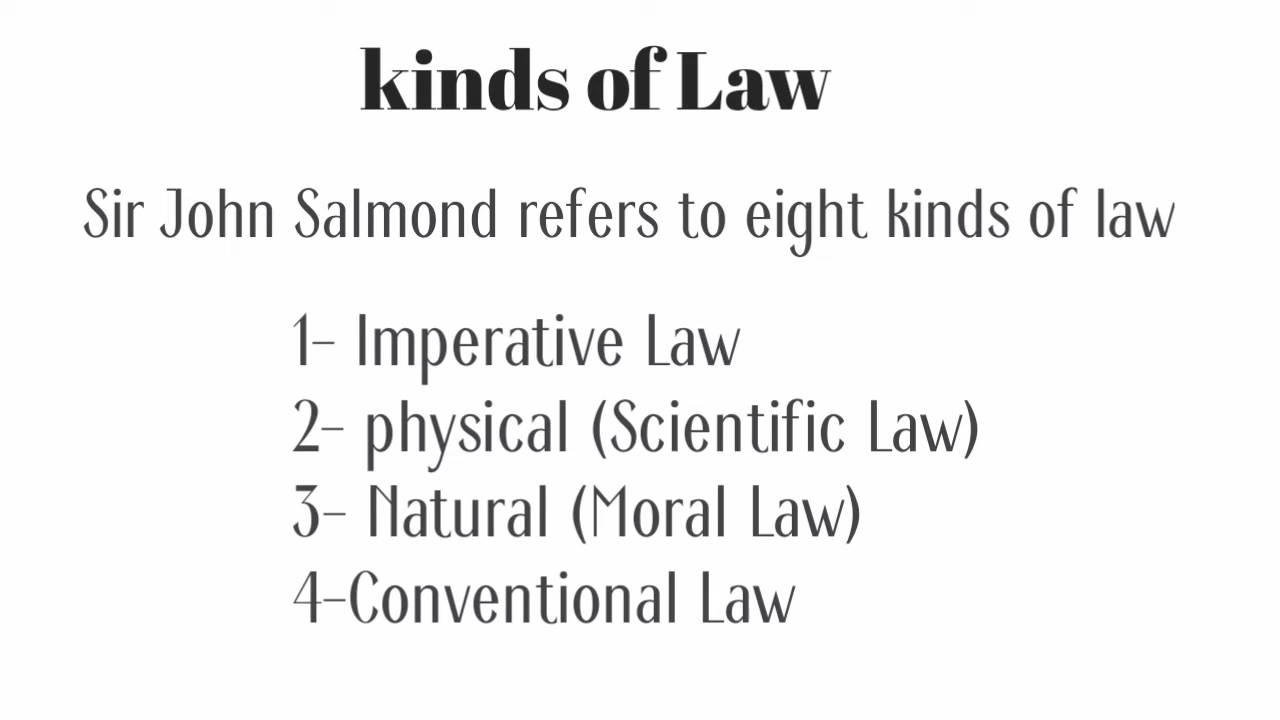 kinds of Law
Sir John Salmond refers to eight kinds of law
1- Imperative Law
2- physical (Scientific Law)
3- Natural (Moral Law)
4-Conventional Law